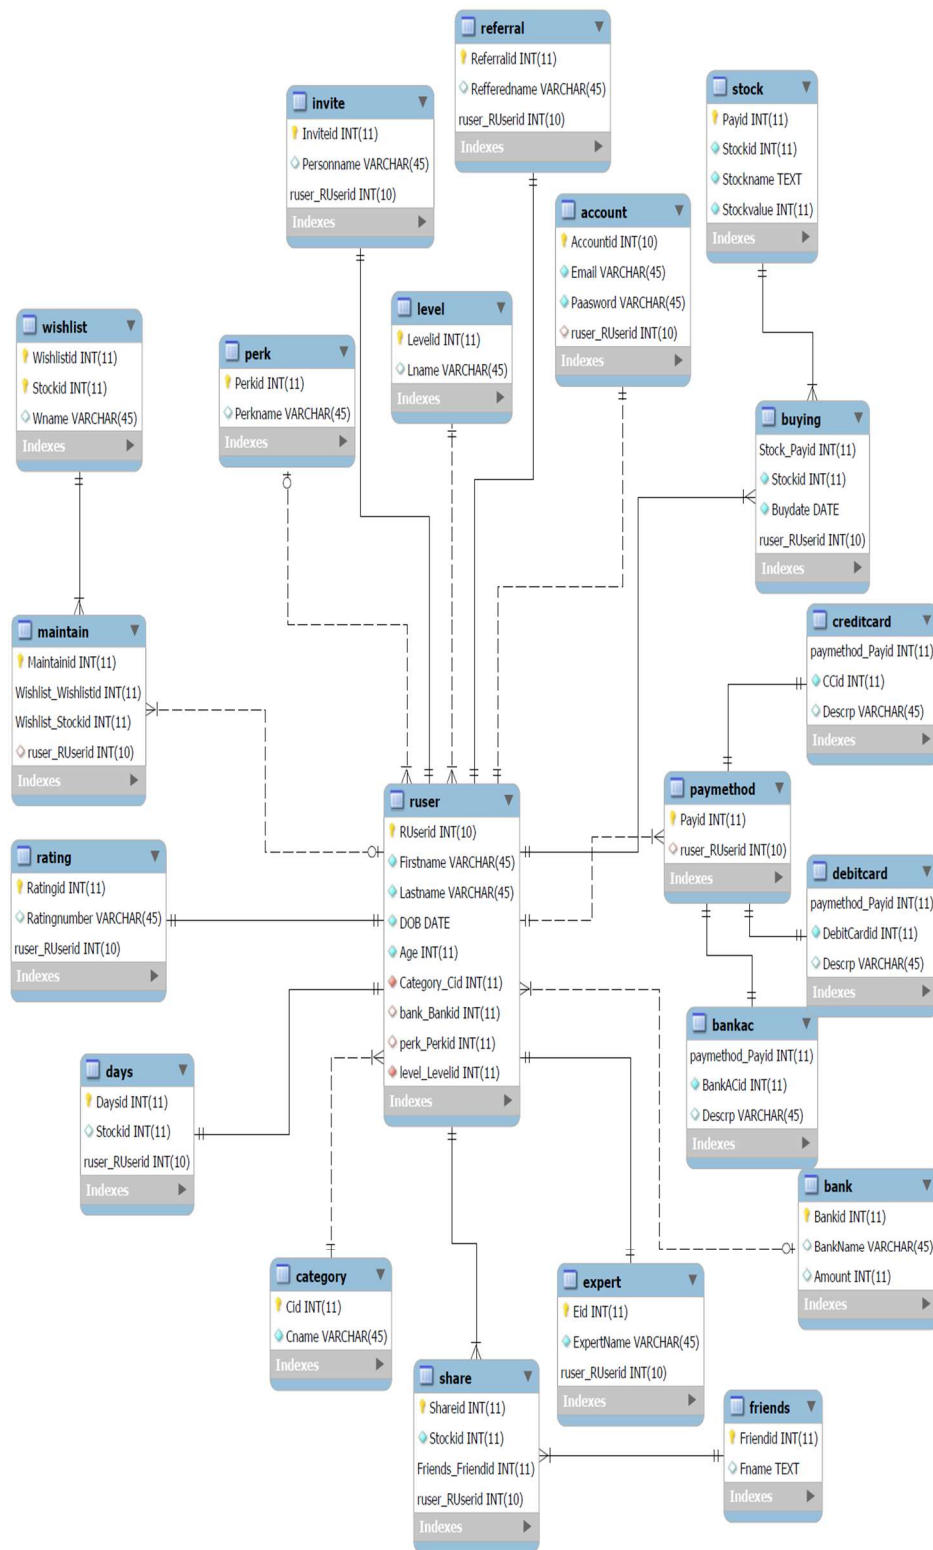 referral
Referralid INT(11)
Refferedname VARCHAR(45)
ruser_RUserid INT(10)
Indexes
invite
Inviteid INT(11)
Personname VARCHAR(45)
ruser_RUserid INT(10)
Indexes
stock
Payid INT(11)
Stockid INT(11)
Stockname TEXT
Stockvalue INT(11)
Indexes
account
Accountid INT(10)
Email VARCHAR(45)
Paasword VARCHAR(45)
ruser_RUserid INT(10)
Indexes
level
Levelid INT(11)
Lname VARCHAR(45)
Indexes
wishlist
Wishlistid INT(11)
Stockid INT(11)
Wname VARCHAR(45)
Indexes
perk
Perkid INT(11)
Perkname VARCHAR(45)
Indexes
buying
Stock_Payid INT(11)
Stockid INT(11)
Buydate DATE
ruser_RUserid INT(10)
Indexes
maintain
Maintainid INT(11)
Wishlist_Wishlistid INT(11)
Wishlist_Stockid INT(11)
ruser_RUserid INT(10)
Indexes
creditcard
paymethod_Payid INT(11)
CCid INT(11)
Descrp VARCHAR(45)
Indexes
ruser
RUserid INT(10)
Firstname VARCHAR(45)
Lastname VARCHAR(45)
DOB DATE
Age INT(11)
Category_Cid INT(11)
bank_Bankid INT(11)
perk_Perkid INT(11)
level_Levelid INT(11)
Indexes
paymethod
Payid INT(11)
ruser_RUserid INT(10)
Indexes
rating
Ratingid INT(11)
Ratingnumber VARCHAR(45)
ruser_RUserid INT(10)
Indexes
debitcard
paymethod_Payid INT(11)
DebitCardid INT(11)
Descrp VARCHAR(45)
Indexes
bankac
paymethod_Payid INT(11)
BankACid INT(11)
Descrp VARCHAR(45)
Indexes
days
Daysid INT(11)
Stockid INT(11)
ruser_RUserid INT(10)
Indexes
bank
Bankid INT(11)
BankName VARCHAR(45)
Amount INT(11)
Indexes
category
Cid INT(11)
Cname VARCHAR(45)
Indexes
expert
Eid INT(11)
ExpertName VARCHAR(45)
ruser_RUserid INT(10)
Indexes
share
Shareid INT(11)
Stockid INT(11)
Friends_Friendid INT(11)
ruser_RUserid INT(10)
Indexes
friends
Friendid INT(11)
Fname TEXT
Indexes